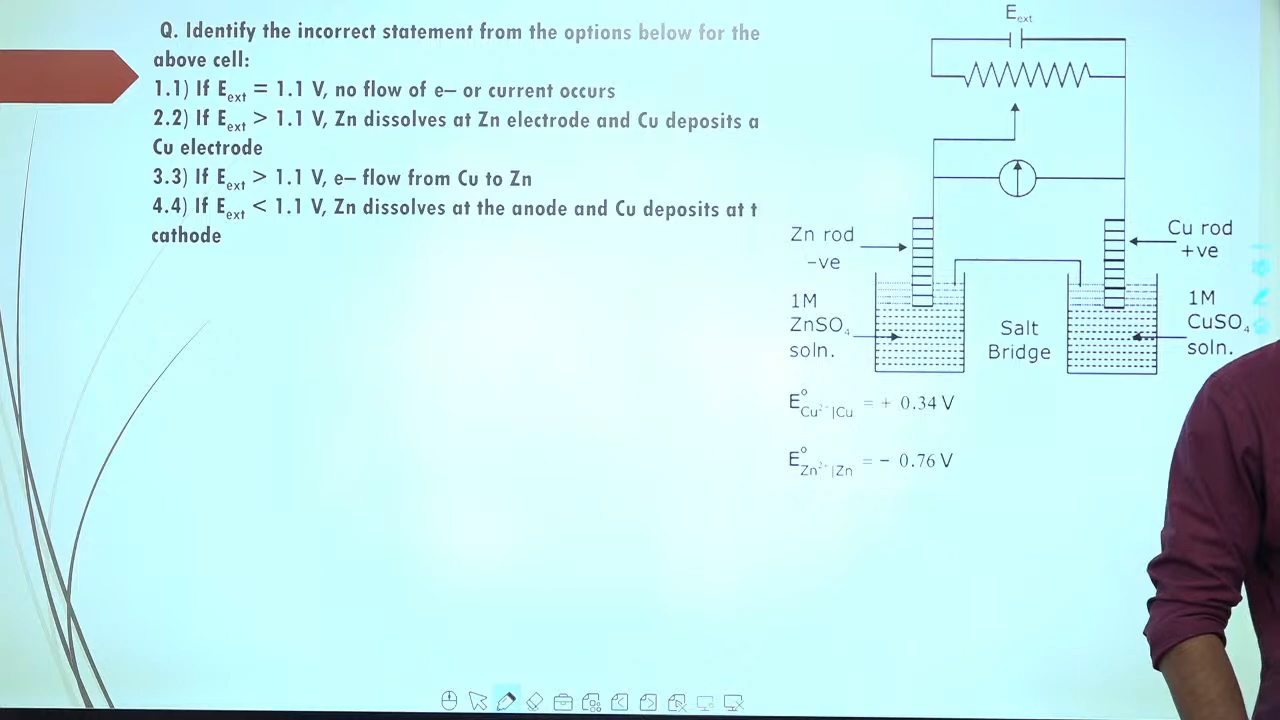 Q. Identify the incorrect statement from the options below for the
above cell:
1.1) If Eext = 1.1 V, no flow of e– or current occurs
2.2) If Eext > 1.1 V, Zn dissolves at Zn electrode and Cu deposits a
Cu electrode
3.3) If Eext > 1.1 V, e– flow from Cu to Zn
4.4) If Eext < 1.1 V, Zn dissolves at the anode and Cu deposits at t
cathode
Eext
Zn rod
–ve
Cu rod
+ve
1M
ZnSO4
soln.
Salt
Bridge
1M
CuSO4
soln.
E°Cu2+|Cu = + 0.34 V
E°Zn2+|Zn = – 0.76 V